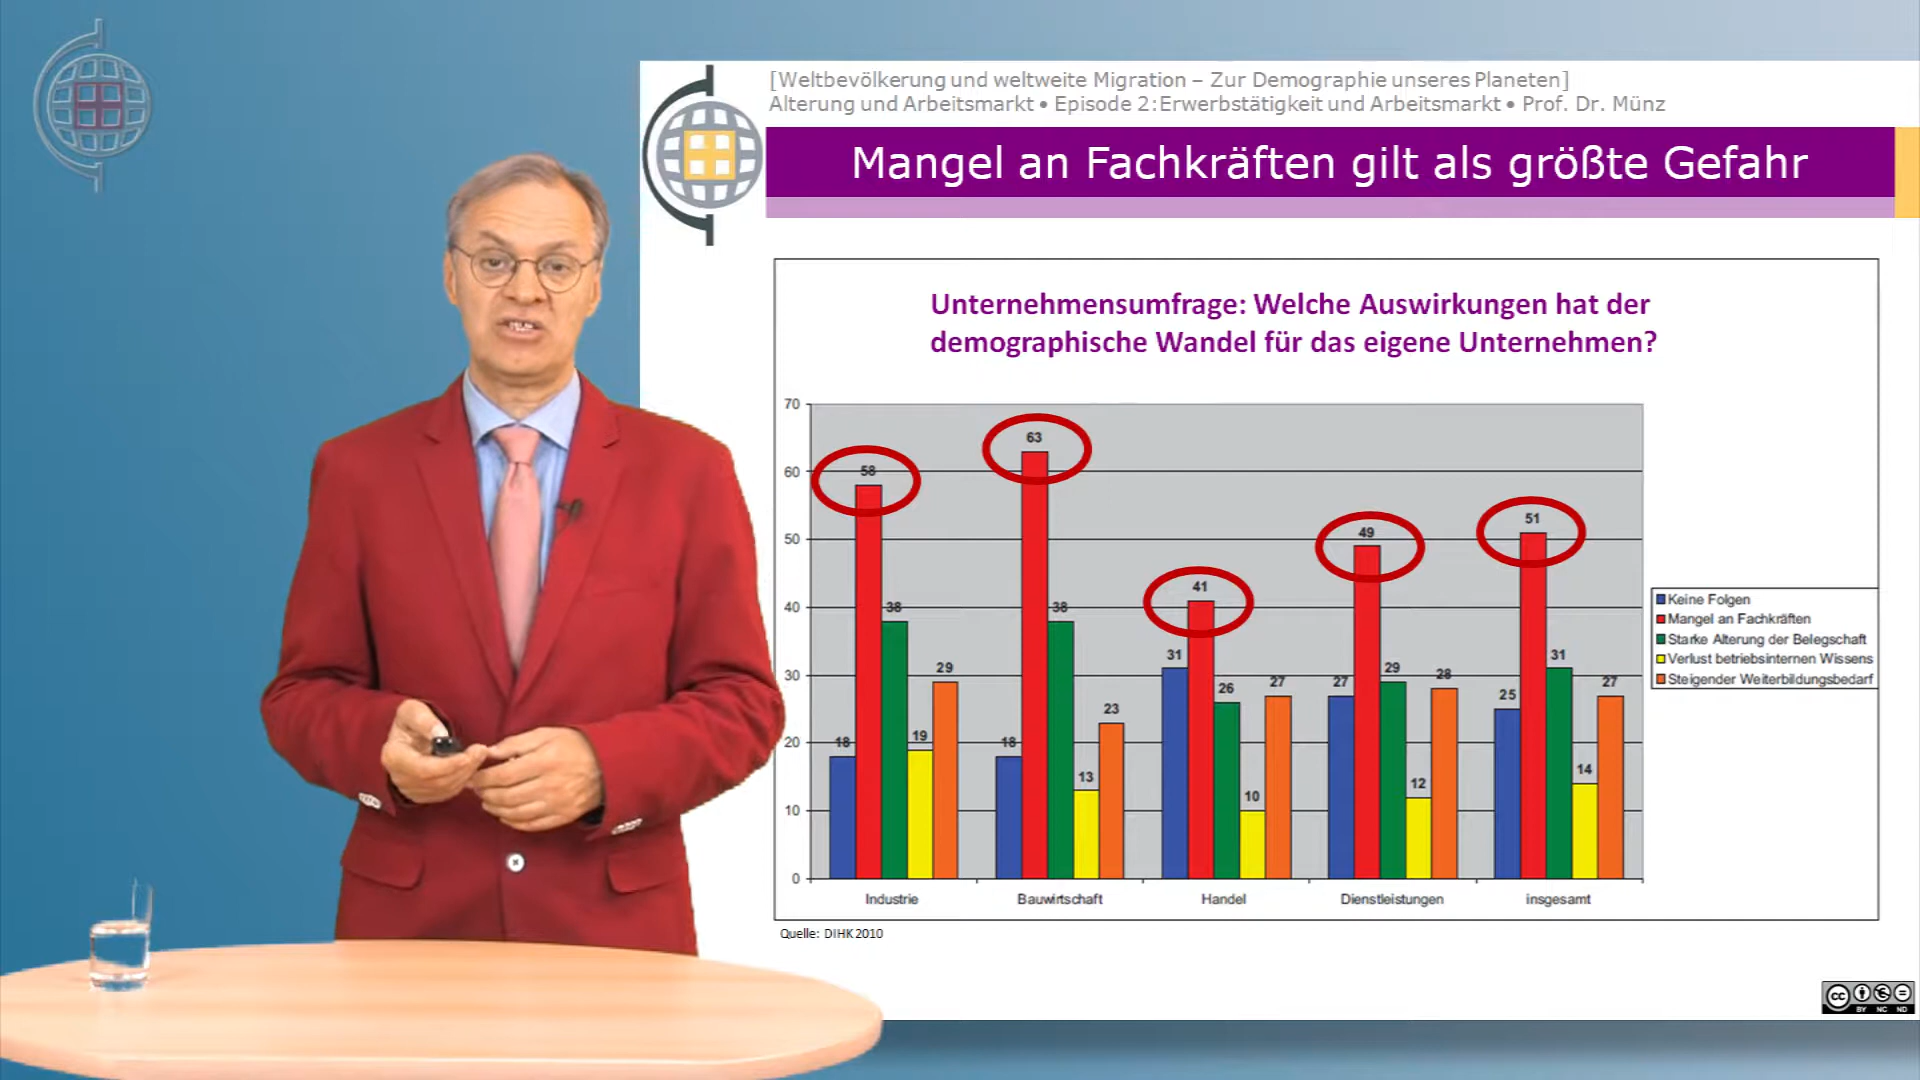 [Weltbevölkerung und weltweite Migration – Zur Demographie unseres Planeten]
Alterung und Arbeitsmarkt • Episode 2: Erwerbstätigkeit und Arbeitsmarkt • Prof. Dr. Münz
Mangel an Fachkräften gilt als größte Gefahr
Unternehmensumfrage: Welche Auswirkungen hat der
demographische Wandel für das eigene Unternehmen?
70
60
50
40
30
20
10
0
18
58
38
19
29
18
63
38
13
23
31
41
26
10
27
27
49
29
12
28
25
51
31
14
27
Industrie
Bauwirtschaft
Handel
Dienstleistungen
insgesamt
Keine Folgen
Mangel an Fachkräften
Starke Alterung der Belegschaft
Verlust betriebsinternen Wissens
Steigender Weiterbildungsbedarf
Quelle: DIHK 2010
cc
BY NC ND